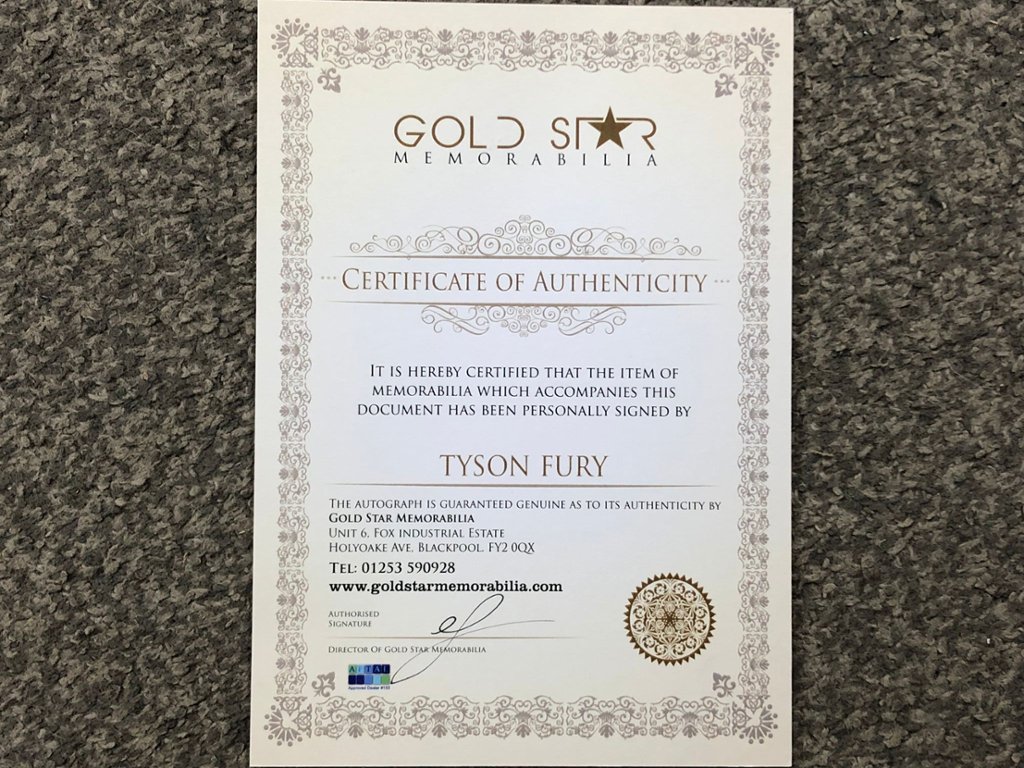 GOLD STAR
MEMORABILIA
CERTIFICATE OF AUTHENTICITY
IT IS HEREBY CERTIFIED THAT THE ITEM OF
MEMORABILIA WHICH ACCOMPANIES THIS
DOCUMENT HAS BEEN PERSONALLY SIGNED BY
TYSON FURY
THE AUTOGRAPH IS GUARANTEED GENUINE AS TO ITS AUTHENTICITY BY
GOLD STAR MEMORABILIA
UNIT 6, FOX INDUSTRIAL ESTATE
HOLYOAKE AVE, BLACKPOOL. FY2 0QX
TEL: 01253 590928
www.goldstarmemorabilia.com
AUTHORISED
SIGNATURE
DIRECTOR OF GOLD STAR MEMORABILIA
AFTAL
Approved Dealer